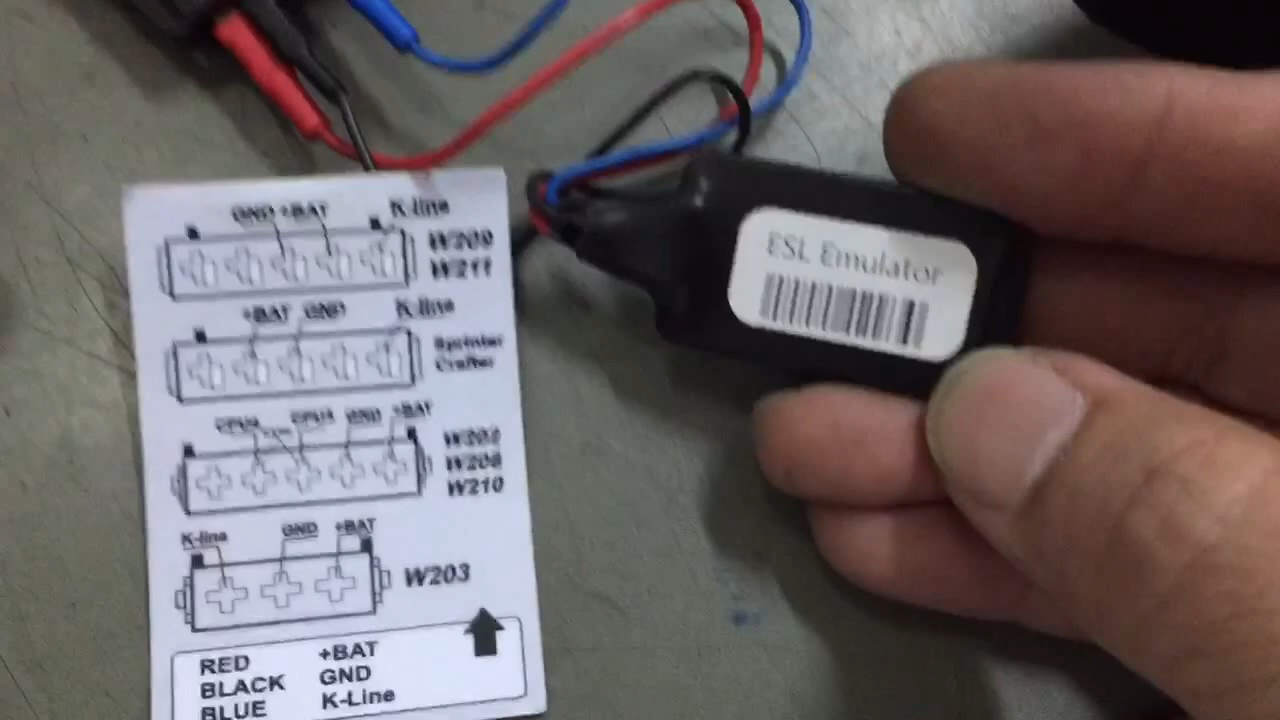 GND +BAT K-line
W209
W211
+BAT GND K-line
Sprinter
Crafter
GND +BAT
W208
W210
K-line GND +BAT
W203
RED +BAT
BLACK GND
BLUE K-Line
ESL Emulator